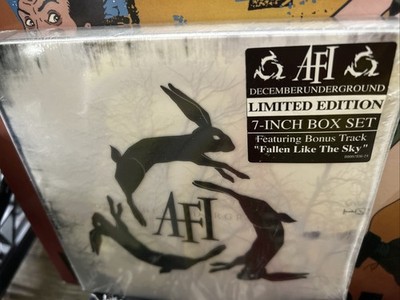 AFI
DECEMBERUNDERGROUND
LIMITED EDITION
7-INCH BOX SET
Featuring Bonus Track
"Fallen Like The Sky"
AFI